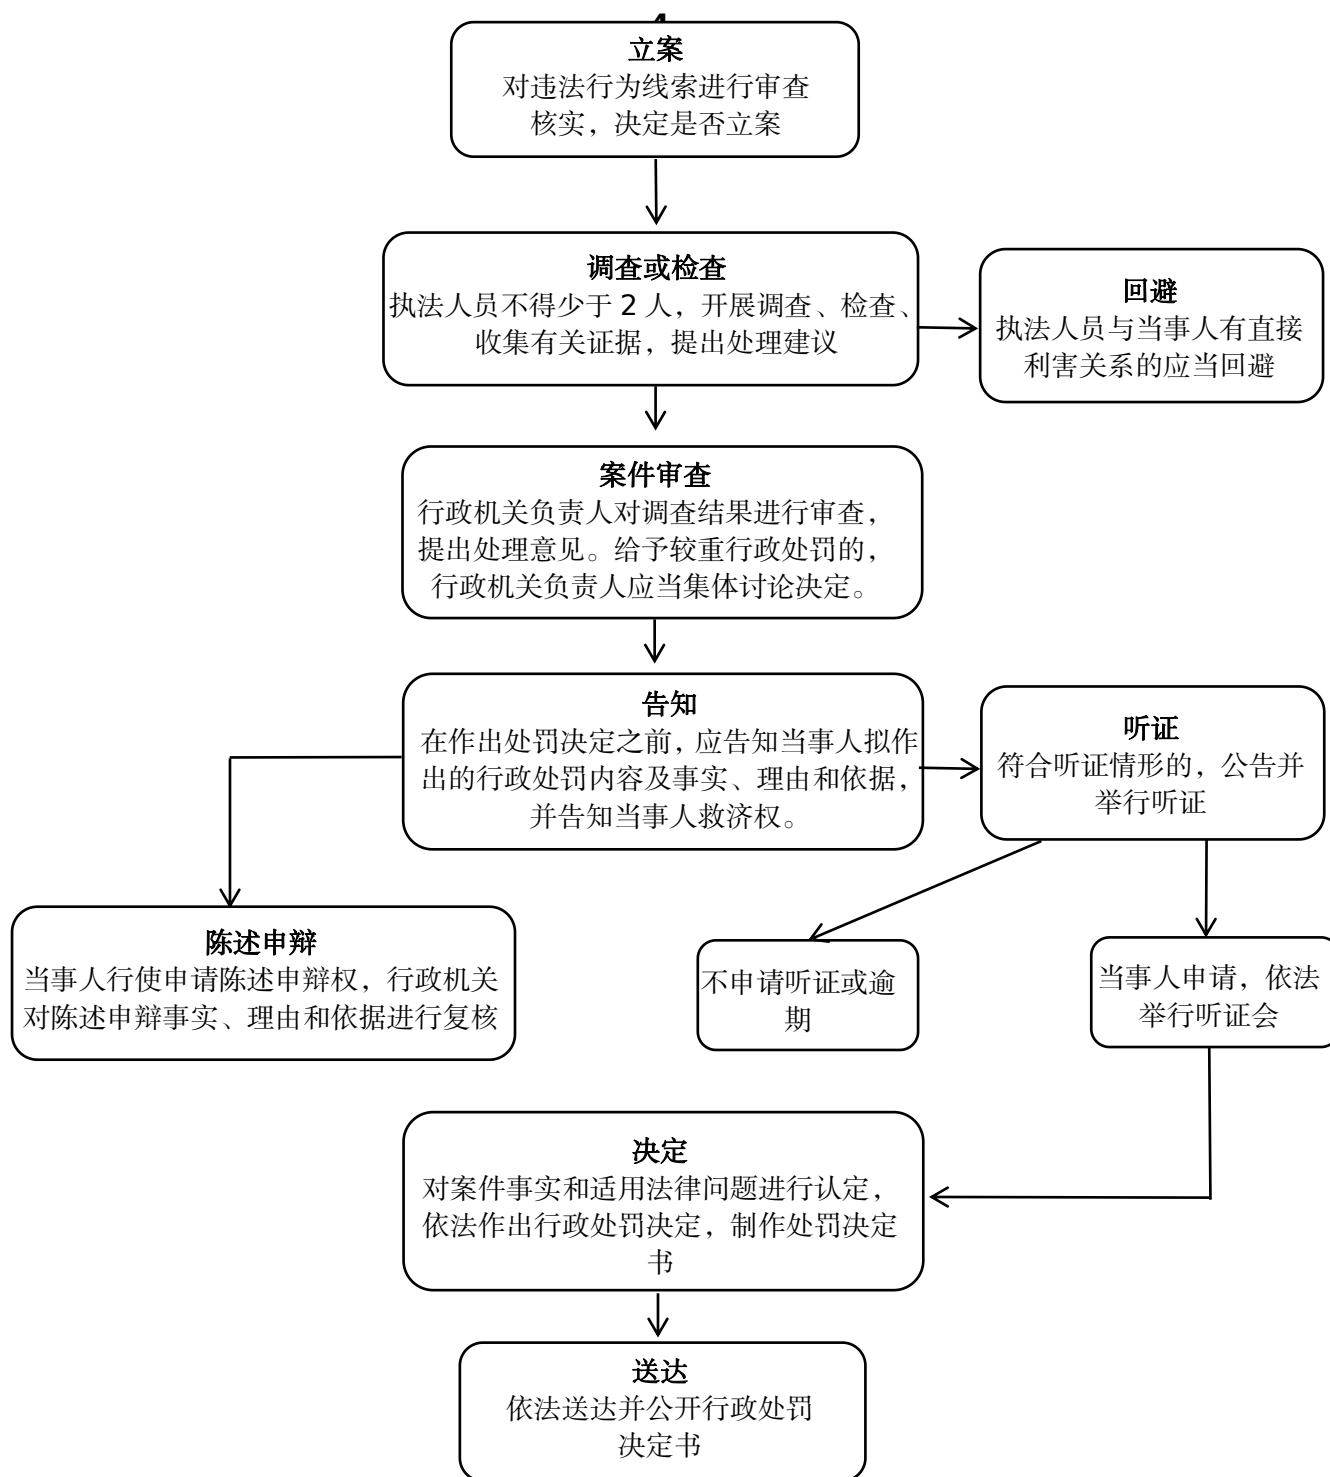 立案
对违法行为线索进行审查
核实，决定是否立案
调查或检查
执法人员不得少于 2 人，开展调查、检查、
收集有关证据，提出处理建议
回避
执法人员与当事人有直接
利害关系的应当回避
案件审查
行政机关负责人对调查结果进行审查，
提出处理意见。给予较重行政处罚的，
行政机关负责人应当集体讨论决定。
告知
在作出处罚决定之前，应告知当事人拟作
出的行政处罚内容及事实、理由和依据，
并告知当事人救济权。
听证
符合听证情形的，公告并
举行听证
陈述申辩
当事人行使申请陈述申辩权，行政机关
对陈述申辩事实、理由和依据进行复核
不申请听证或逾
期
当事人申请，依法
举行听证会
决定
对案件事实和适用法律问题进行认定，
依法作出行政处罚决定，制作处罚决定
书
送达
依法送达并公开行政处罚
决定书